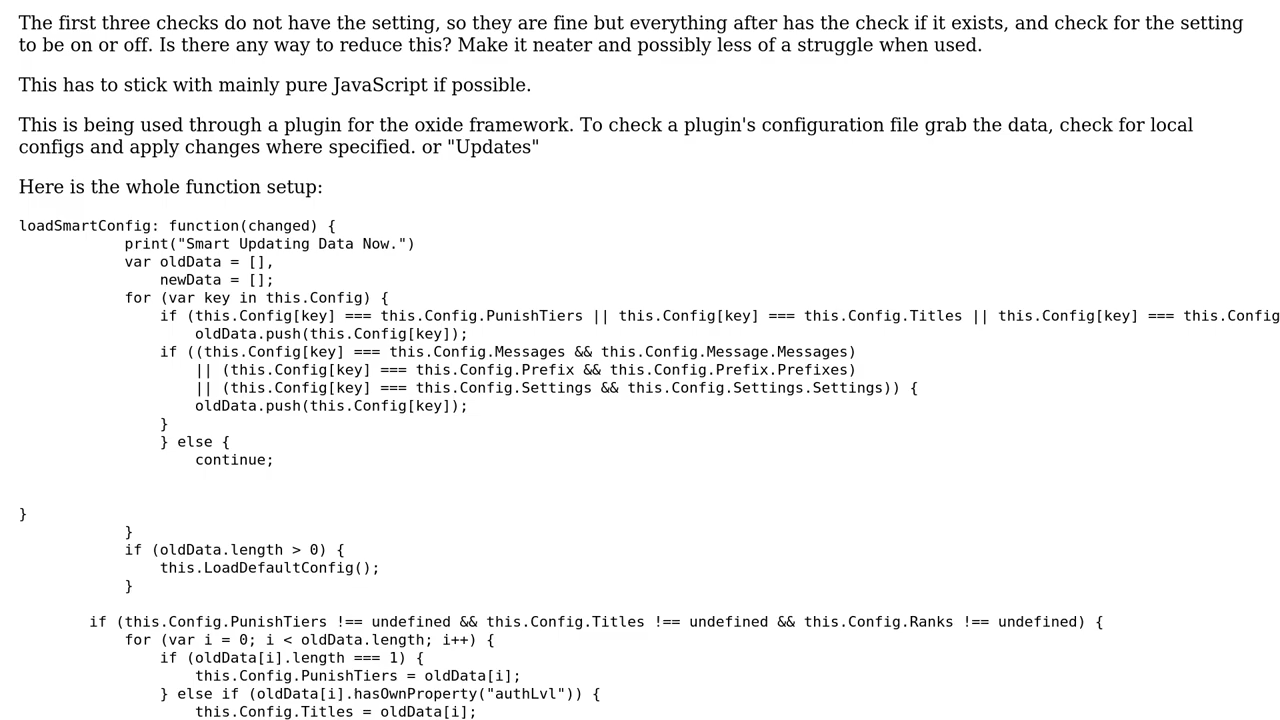 The first three checks do not have the setting, so they are fine but everything after has the check if it exists, and check for the setting
to be on or off. Is there any way to reduce this? Make it neater and possibly less of a struggle when used.
This has to stick with mainly pure JavaScript if possible.
This is being used through a plugin for the oxide framework. To check a plugin's configuration file grab the data, check for local
configs and apply changes where specified. or "Updates"
Here is the whole function setup:
loadSmartConfig: function(changed) {
print("Smart Updating Data Now.")
var oldData = [],
newData = [];
for (var key in this.Config) {
if (this.Config[key] === this.Config.PunishTiers || this.Config[key] === this.Config.Titles || this.Config[key] === this.Config
oldData.push(this.Config[key]);
if ((this.Config[key] === this.Config.Messages && this.Config.Message.Messages)
|| (this.Config[key] === this.Config.Prefix && this.Config.Prefix.Prefixes)
|| (this.Config[key] === this.Config.Settings && this.Config.Settings.Settings)) {
oldData.push(this.Config[key]);
}
} else {
continue;
}
}
if (oldData.length > 0) {
this.LoadDefaultConfig();
}
if (this.Config.PunishTiers !== undefined && this.Config.Titles !== undefined && this.Config.Ranks !== undefined) {
for (var i = 0; i < oldData.length; i++) {
if (oldData[i].length === 1) {
this.Config.PunishTiers = oldData[i];
} else if (oldData[i].hasOwnProperty("authLvl")) {
this.Config.Titles = oldData[i];